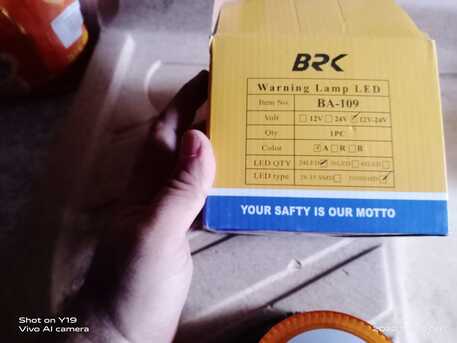 BRK
Warning Lamp LED
Item No. BA-109
Volt 12V 24V 12V-24V
Qty 1PC
Color A R B
LED QTY 24LED
LED type
YOUR SAFTY IS OUR MOTTO
Shot on Y19
Vivo AI camera